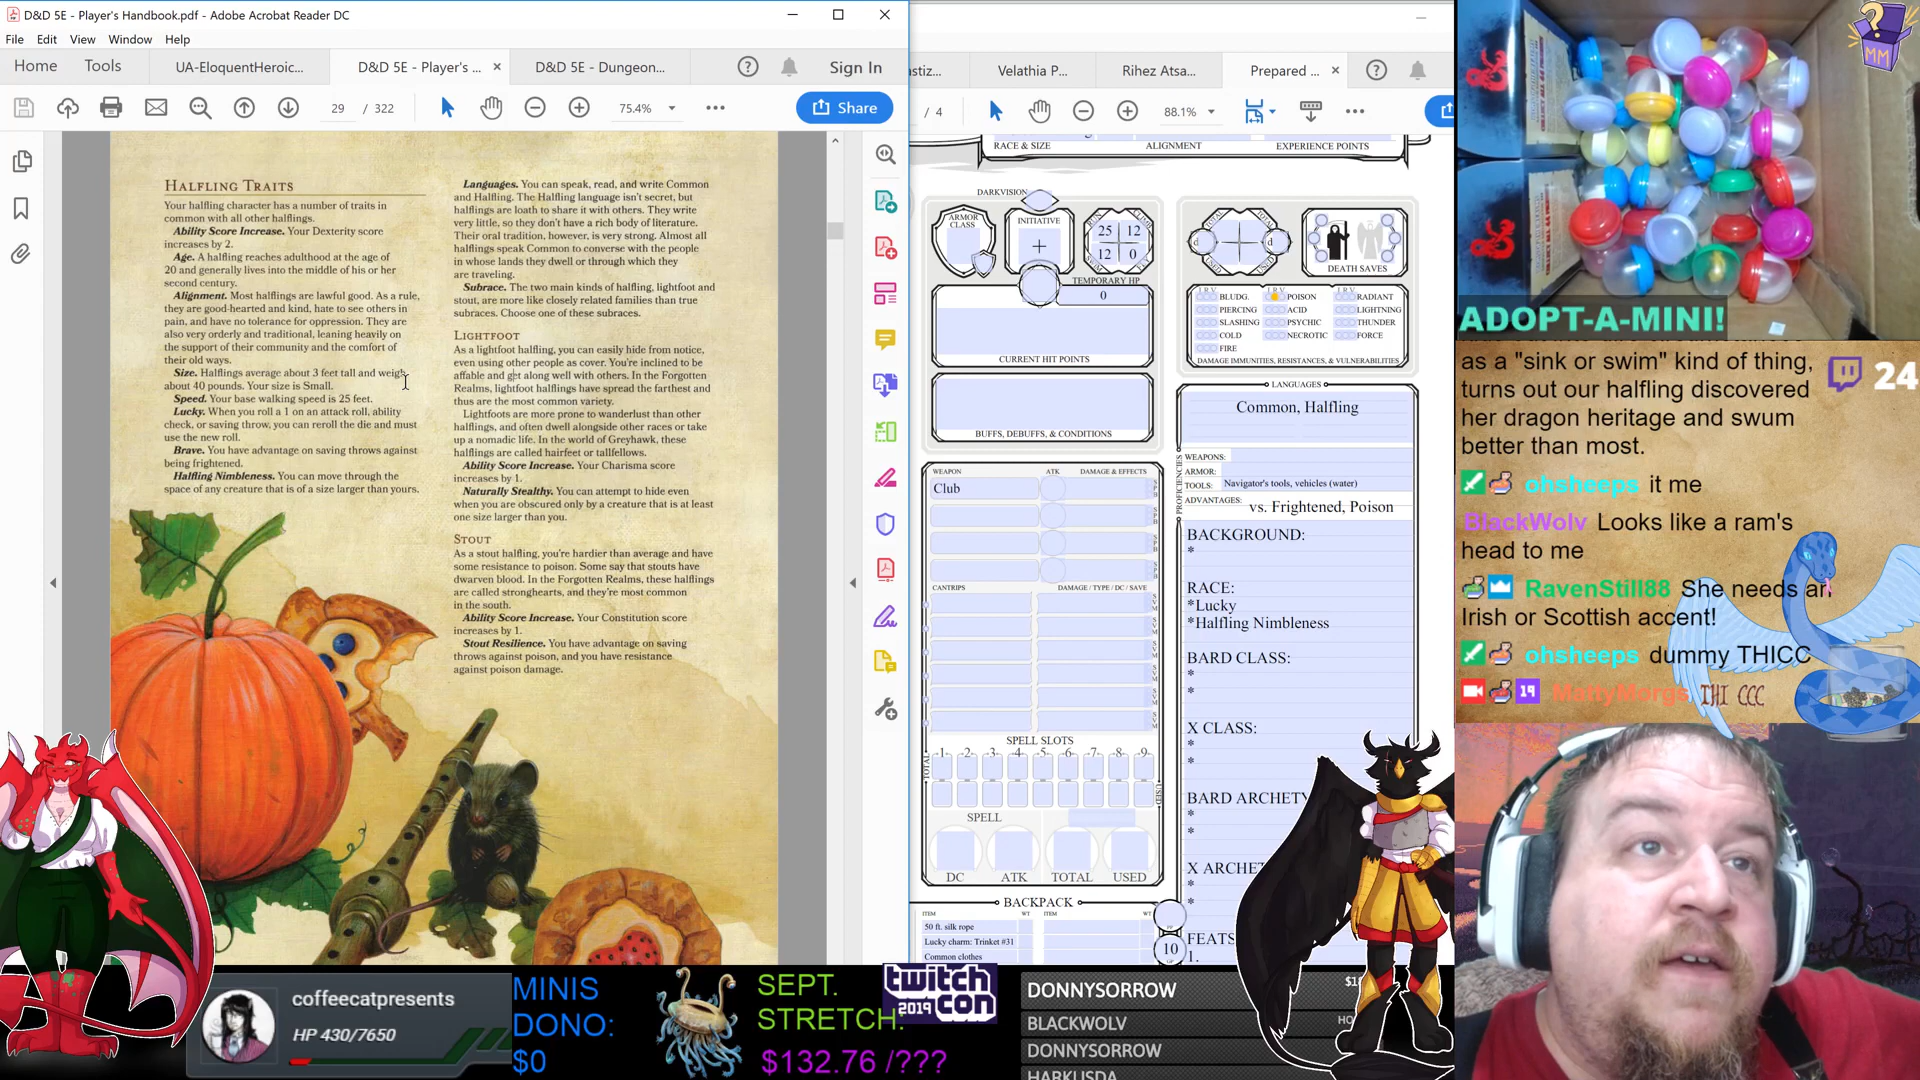 D&D 5E - Player's Handbook.pdf - Adobe Acrobat Reader DC
File Edit View Window Help
Home Tools UA-EloquentHeroic... D&D 5E - Player's ... × D&D 5E - Dungeon... Sign In
29 / 322 75.4% Share
HALFLING TRAITS
Your halfling character has a number of traits in
common with all other halflings.
Ability Score Increase. Your Dexterity score
increases by 2.
Age. A halfling reaches adulthood at the age of
20 and generally lives into the middle of his or her
second century.
Alignment. Most halflings are lawful good. As a rule,
they are good-hearted and kind, hate to see others in
pain, and have no tolerance for oppression. They are
also very orderly and traditional, leaning heavily on
the support of their community and the comfort of
their old ways.
Size. Halflings average about 3 feet tall and weigh
about 40 pounds. Your size is Small.
Speed. Your base walking speed is 25 feet.
Lucky. When you roll a 1 on an attack roll, ability
check, or saving throw, you can reroll the die and must
use the new roll.
Brave. You have advantage on saving throws against
being frightened.
Halfling Nimbleness. You can move through the
space of any creature that is of a size larger than yours.
Languages. You can speak, read, and write Common
and Halfling. The Halfling language isn't secret, but
halflings are loath to share it with others. They write
very little, so they don't have a rich body of literature.
Their oral tradition, however, is very strong. Almost all
halflings speak Common to converse with the people
in whose lands they dwell or through which they
are traveling.
Subrace. The two main kinds of halfling, lightfoot and
stout, are more like closely related families than true
subraces. Choose one of these subraces.
LIGHTFOOT
As a lightfoot halfling, you can easily hide from notice,
even using other people as cover. You're inclined to be
affable and get along well with others. In the Forgotten
Realms, lightfoot halflings have spread the farthest and
thus are the most common variety.
Lightfoots are more prone to wanderlust than other
halflings, and often dwell alongside other races or take
up a nomadic life. In the world of Greyhawk, these
halflings are called hairfeet or tallfellows.
Ability Score Increase. Your Charisma score
increases by 1.
Naturally Stealthy. You can attempt to hide even
when you are obscured only by a creature that is at least
one size larger than you.
STOUT
As a stout halfling, you're hardier than average and have
some resistance to poison. Some say that stouts have
dwarven blood. In the Forgotten Realms, these halflings
are called stronghearts, and they're most common
in the south.
Ability Score Increase. Your Constitution score
increases by 1.
Stout Resilience. You have advantage on saving
throws against poison, and you have resistance
against poison damage.
astiz... Velathia P... Rihez Atsa... Prepared ... ×
/ 4 88.1%
RACE & SIZE ALIGNMENT EXPERIENCE POINTS
DARKVISION
ARMOR CLASS
INITIATIVE
+
25 12
12 0
TEMPORARY HP
0
CURRENT HIT POINTS
BUFFS, DEBUFFS, & CONDITIONS
TOTAL TOTAL
d d
USED USED
DEATH SAVES
I R V I R V I R V
BLUDG. POISON RADIANT
PIERCING ACID LIGHTNING
SLASHING PSYCHIC THUNDER
COLD NECROTIC FORCE
FIRE
DAMAGE IMMUNITIES, RESISTANCES, & VULNERABILITIES
WEAPON ATK DAMAGE & EFFECTS
Club
CANTRIPS DAMAGE / TYPE / DC / SAVE
SPELL SLOTS
-1- -2- -3- -4- -5- -6- -7- -8- -9-
TOTAL
USED
SPELL
DC ATK TOTAL USED
BACKPACK
ITEM WT ITEM WT
50 ft. silk rope
Lucky charm: Trinket #31
Common clothes
10
LANGUAGES
Common, Halfling
PROFICIENCIES
WEAPONS:
ARMOR:
TOOLS: Navigator's tools, vehicles (water)
ADVANTAGES: vs. Frightened, Poison
BACKGROUND:
*
RACE:
*Lucky
*Halfling Nimbleness
BARD CLASS:
*
*
X CLASS:
*
*
BARD ARCHETY
*
*
X ARCHE
*
*
FEATS
1.
MM
ADOPT-A-MINI!
24
as a "sink or swim" kind of thing,
turns out our halfling discovered
her dragon heritage and swum
better than most.
ohsheeps it me
BlackWolv Looks like a ram's
head to me
RavenStill88 She needs an
Irish or Scottish accent!
ohsheeps dummy THICC
19 MattyMorgs THI CCC
coffeecatpresents
HP 430/7650
MINIS
DONO:
$0
SEPT.
STRETCH:
$132.76 /???
twitch
con
2019
DONNYSORROW
BLACKWOLV
DONNYSORROW
HARKUSDA